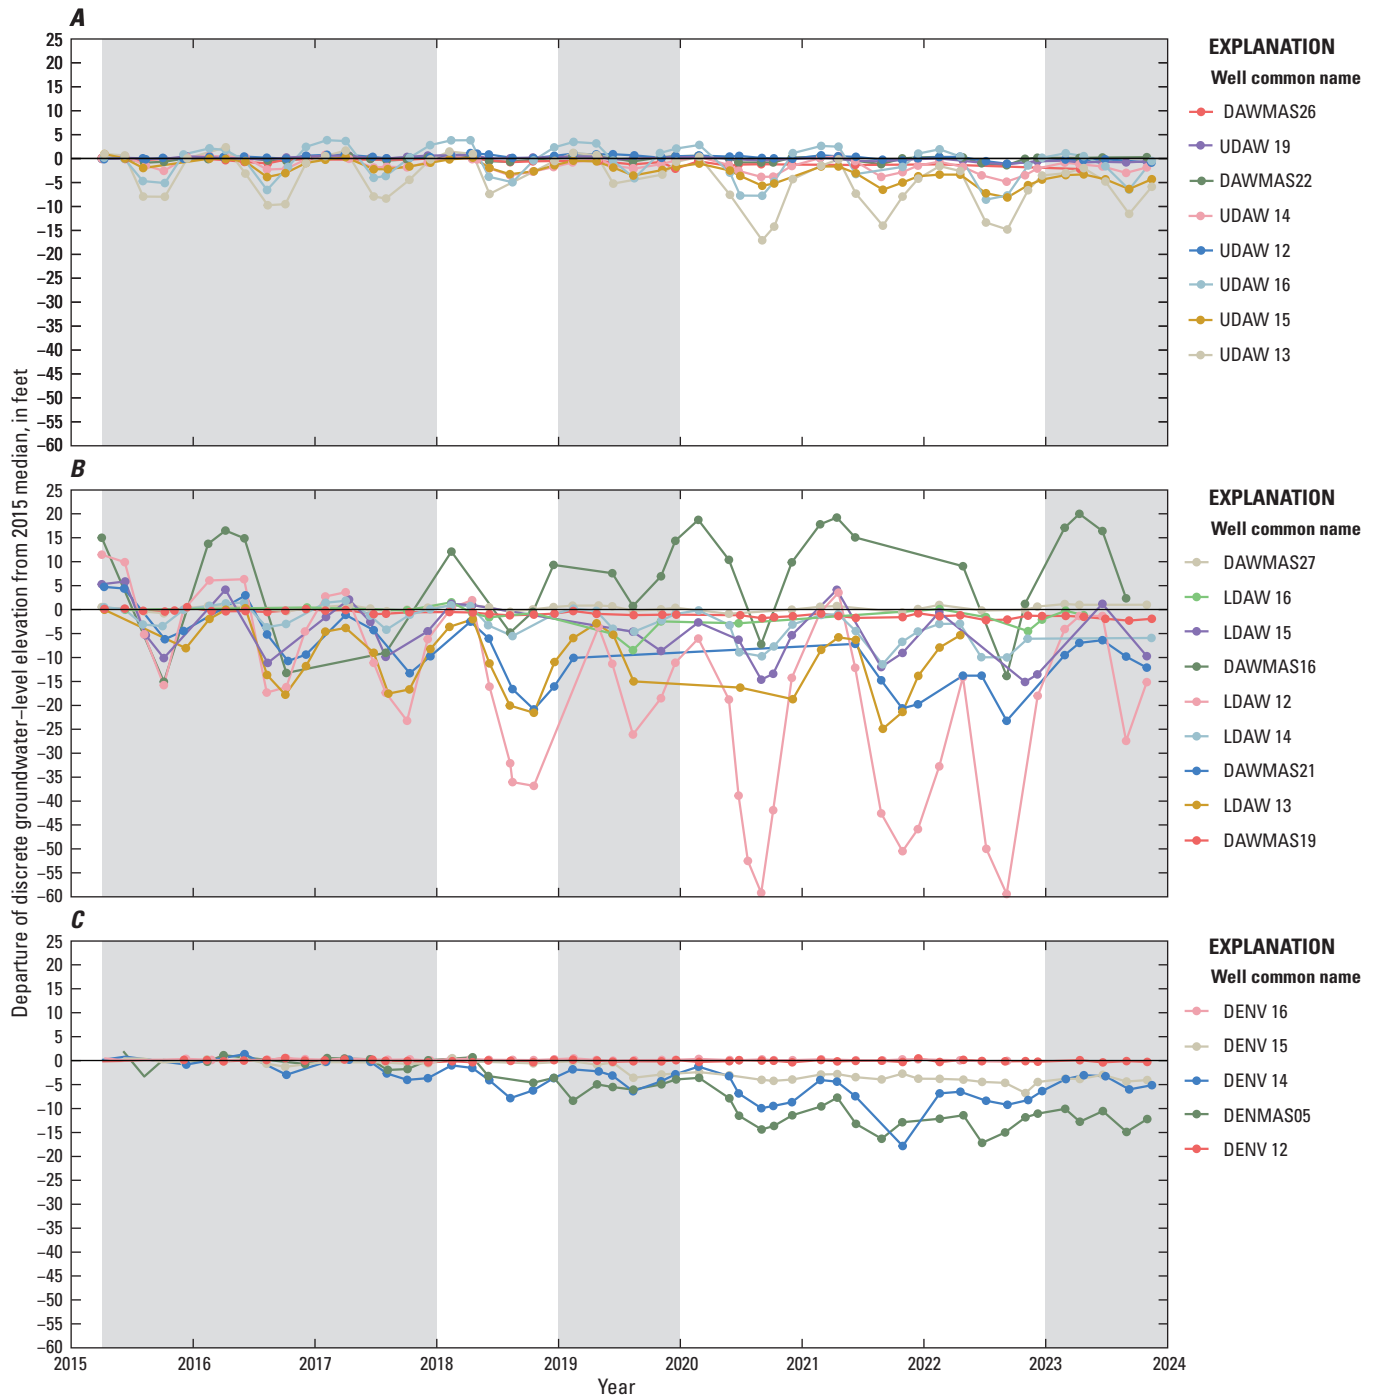 A
25
20
15
10
5
0
–5
–10
–15
–20
–25
–30
–35
–40
–45
–50
–55
–60
EXPLANATION
Well common name
DAWMAS26
UDAW 19
DAWMAS22
UDAW 14
UDAW 12
UDAW 16
UDAW 15
UDAW 13
B
25
20
15
10
5
0
–5
–10
–15
–20
–25
–30
–35
–40
–45
–50
–55
–60
EXPLANATION
Well common name
DAWMAS27
LDAW 16
LDAW 15
DAWMAS16
LDAW 12
LDAW 14
DAWMAS21
LDAW 13
DAWMAS19
C
25
20
15
10
5
0
–5
–10
–15
–20
–25
–30
–35
–40
–45
–50
–55
–60
EXPLANATION
Well common name
DENV 16
DENV 15
DENV 14
DENMAS05
DENV 12
Departure of discrete groundwater–level elevation from 2015 median, in feet
2015 2016 2017 2018 2019 2020 2021 2022 2023 2024
Year